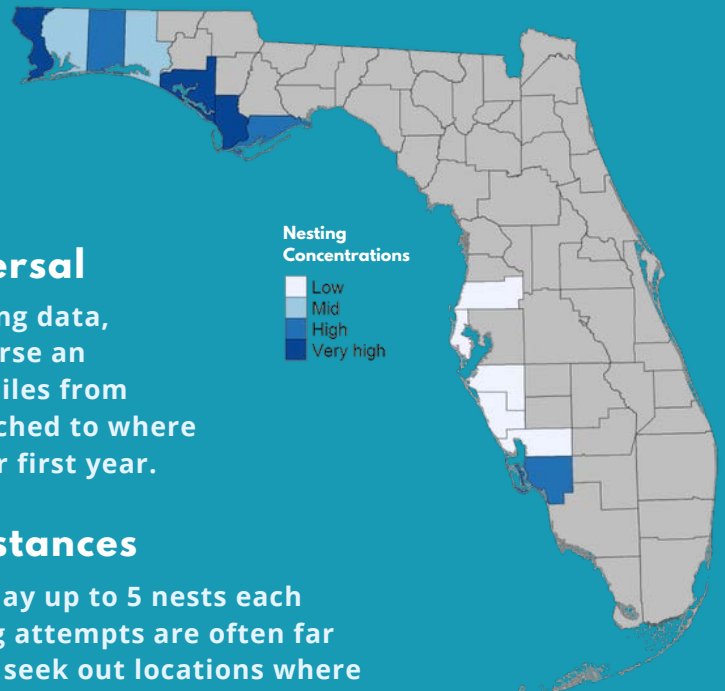 Nesting
Concentrations
Low
Mid
High
Very high
ersal
ng data,
rse an
iles from
ched to where
r first year.
stances
lay up to 5 nests each
g attempts are often far
seek out locations where